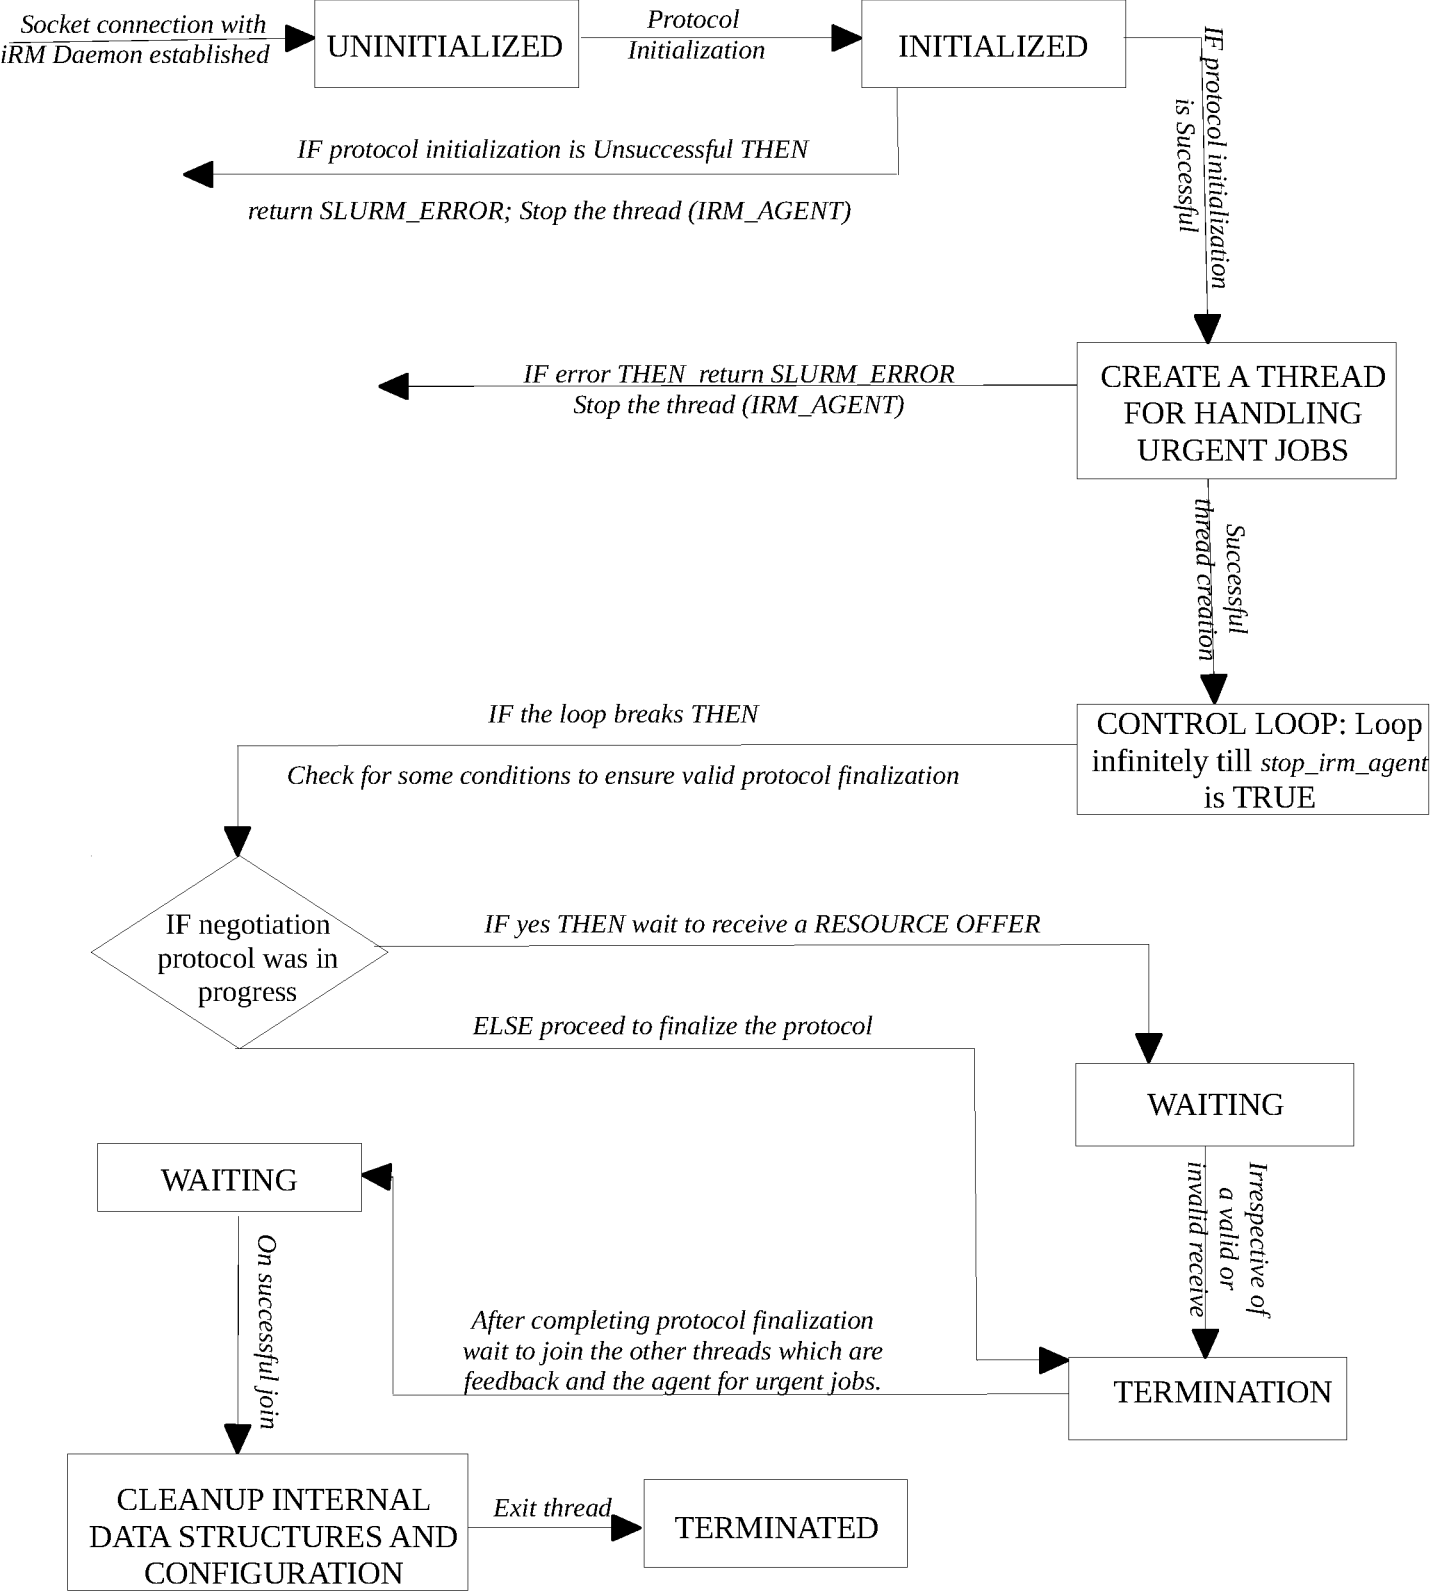 Socket connection with
iRM Daemon established
UNINITIALIZED
Protocol
Initialization
INITIALIZED
IF protocol initialization
is Successful
IF protocol initialization is Unsuccessful THEN
return SLURM_ERROR; Stop the thread (IRM_AGENT)
IF error THEN return SLURM_ERROR
Stop the thread (IRM_AGENT)
CREATE A THREAD
FOR HANDLING
URGENT JOBS
Successful
thread creation
IF the loop breaks THEN
Check for some conditions to ensure valid protocol finalization
CONTROL LOOP: Loop
infinitely till stop_irm_agent
is TRUE
IF negotiation
protocol was in
progress
IF yes THEN wait to receive a RESOURCE OFFER
ELSE proceed to finalize the protocol
WAITING
Irrespective of
a valid or
invalid receive
WAITING
On successful join
After completing protocol finalization
wait to join the other threads which are
feedback and the agent for urgent jobs.
TERMINATION
CLEANUP INTERNAL
DATA STRUCTURES AND
CONFIGURATION
Exit thread
TERMINATED